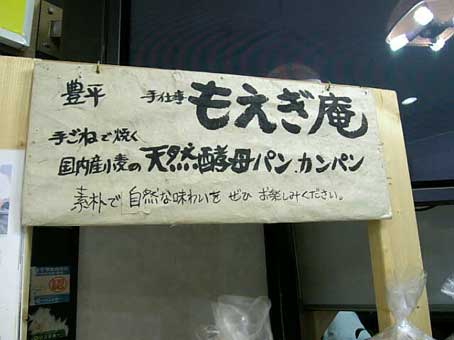 豊平 手仕事 もえぎ庵
手ごねで焼く
国内産小麦の天然酵母パン、カンパン
素朴で自然な味わいをぜひお楽しみください。